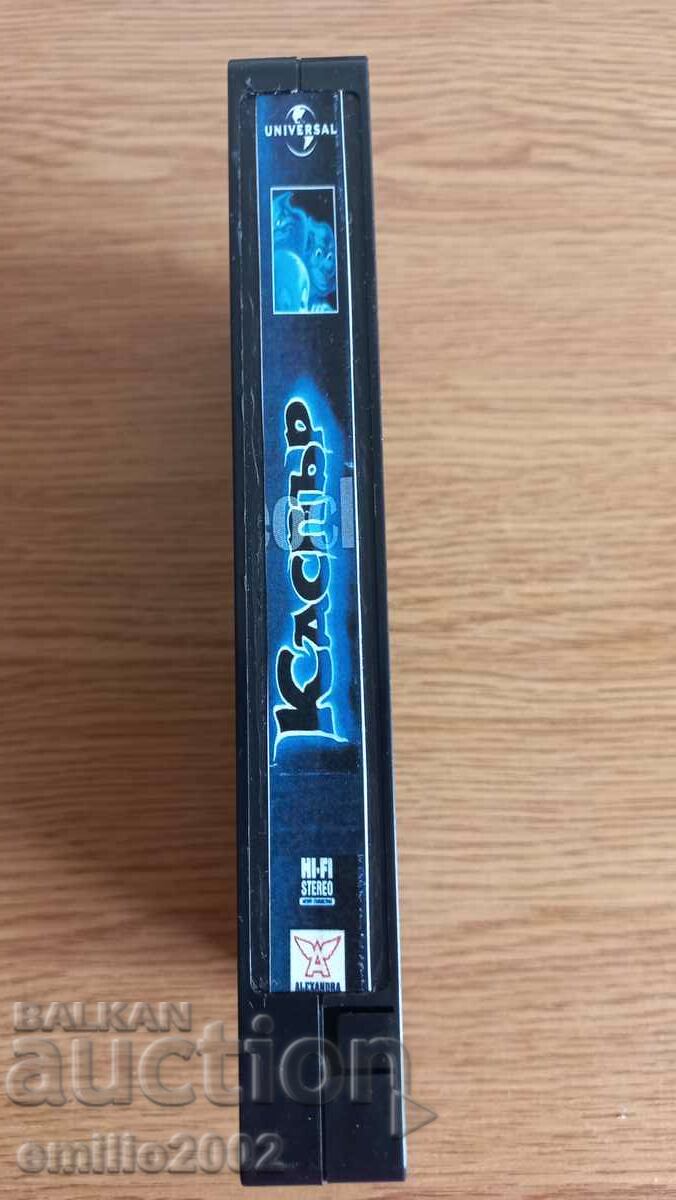 UNIVERSAL
Каспър
HI-FI
STEREO
ALEXANDRA
BALKAN
auction
emilio2002